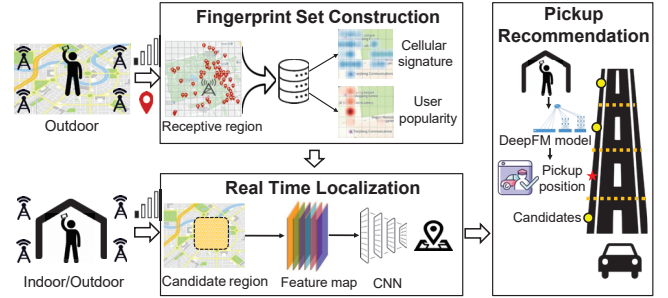 Fingerprint Set Construction
Outdoor
Receptive region
Cellular
signature
User
popularity
Real Time Localization
Indoor/Outdoor
Candidate region
Feature map
CNN
Pickup
Recommendation
DeepFM model
Pickup
position
Candidates